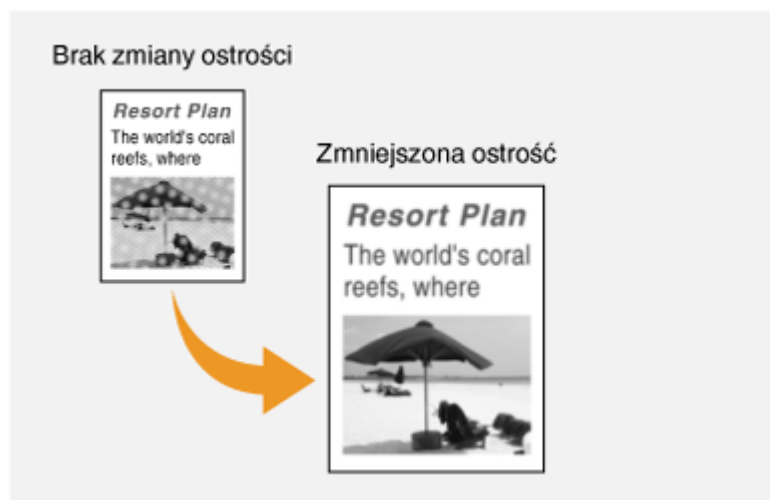 Brak zmiany ostrości
Resort Plan
The world's coral
reefs, where
Zmniejszona ostrość
Resort Plan
The world's coral
reefs, where